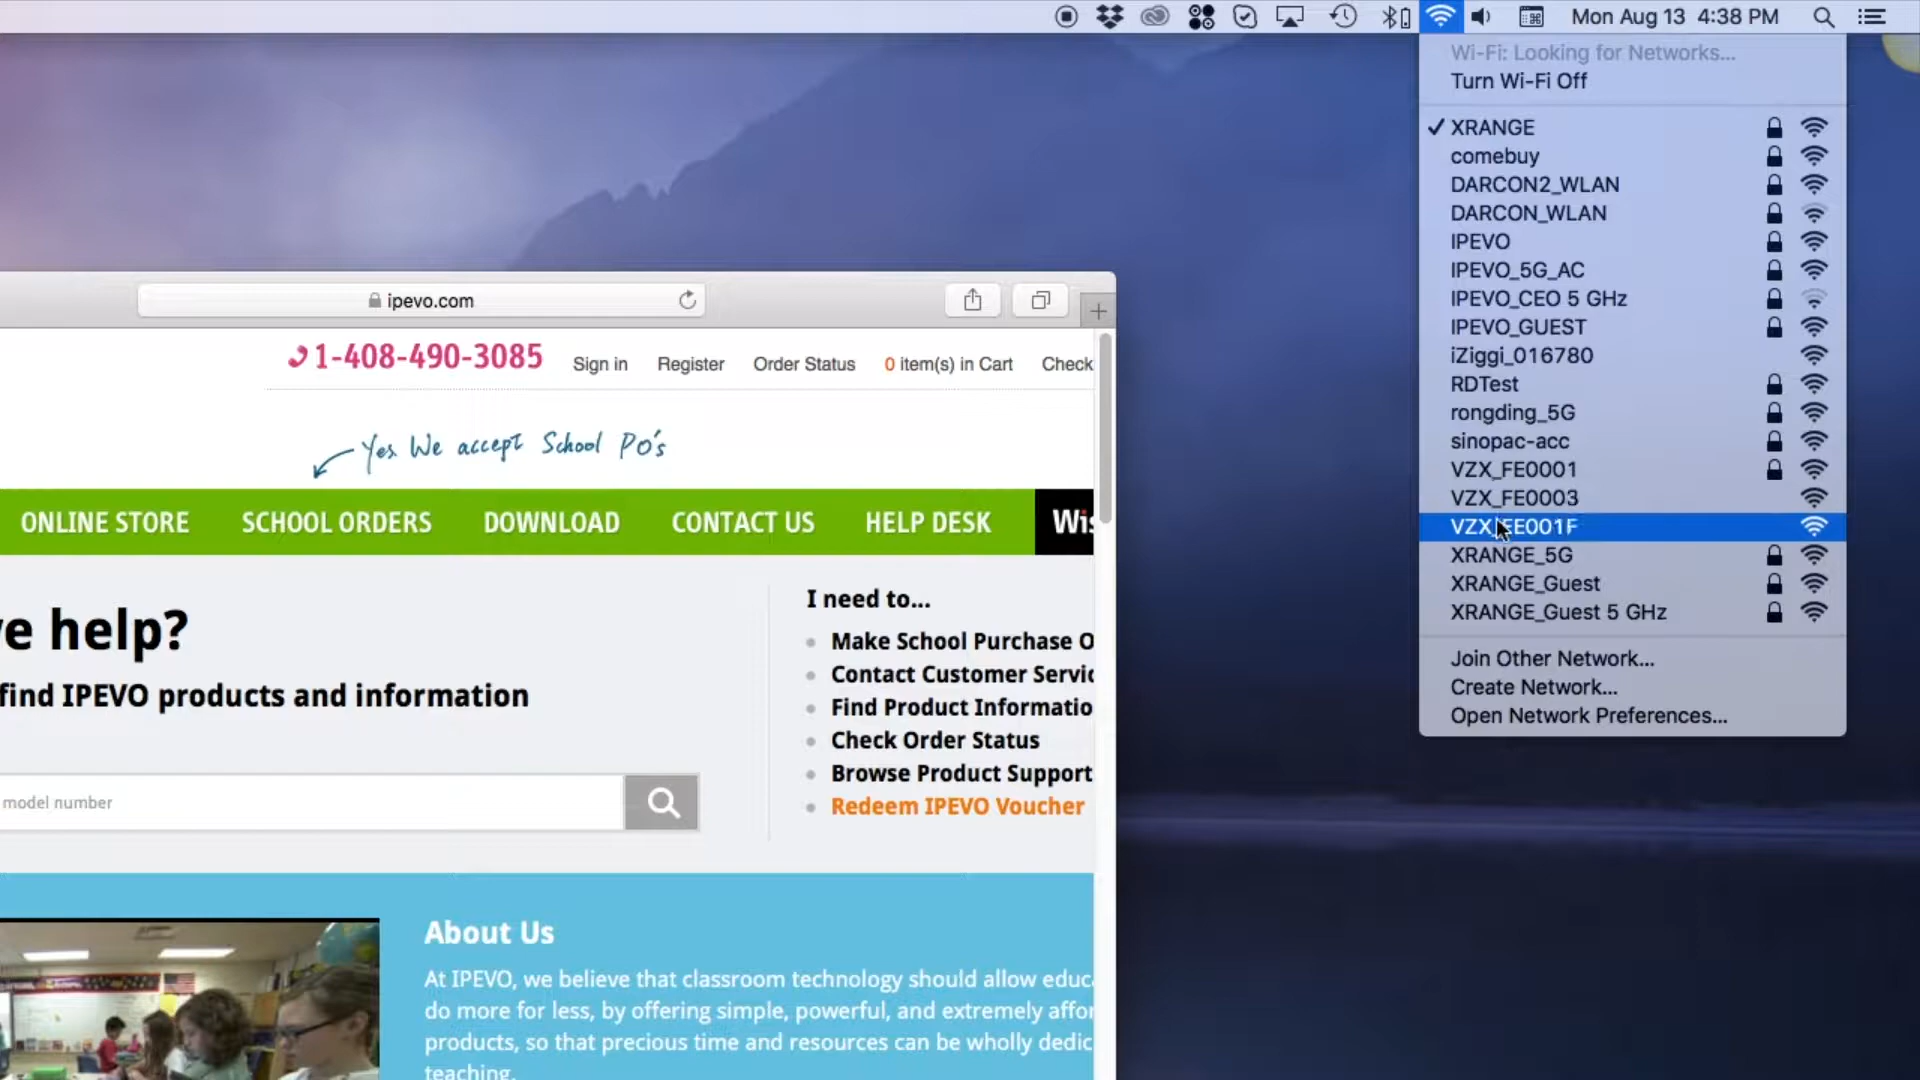 Mon Aug 13 4:38 PM
Wi-Fi: Looking for Networks...
Turn Wi-Fi Off
XRANGE
comebuy
DARCON2_WLAN
DARCON_WLAN
IPEVO
IPEVO_5G_AC
IPEVO_CEO 5 GHz
IPEVO_GUEST
iZiggi_016780
RDTest
rongding_5G
sinopac-acc
VZX_FE0001
VZX_FE0003
VZX_FE001F
XRANGE_5G
XRANGE_Guest
XRANGE_Guest 5 GHz
Join Other Network...
Create Network...
Open Network Preferences...
ipevo.com
1-408-490-3085 Sign in Register Order Status 0 item(s) in Cart Check
Yes. We accept School PO's
ONLINE STORE SCHOOL ORDERS DOWNLOAD CONTACT US HELP DESK Wis
e help?
find IPEVO products and information
model number
I need to...
Make School Purchase O
Contact Customer Servic
Find Product Informatio
Check Order Status
Browse Product Support
Redeem IPEVO Voucher
About Us
At IPEVO, we believe that classroom technology should allow educ
do more for less, by offering simple, powerful, and extremely affor
products, so that precious time and resources can be wholly dedic
teaching.